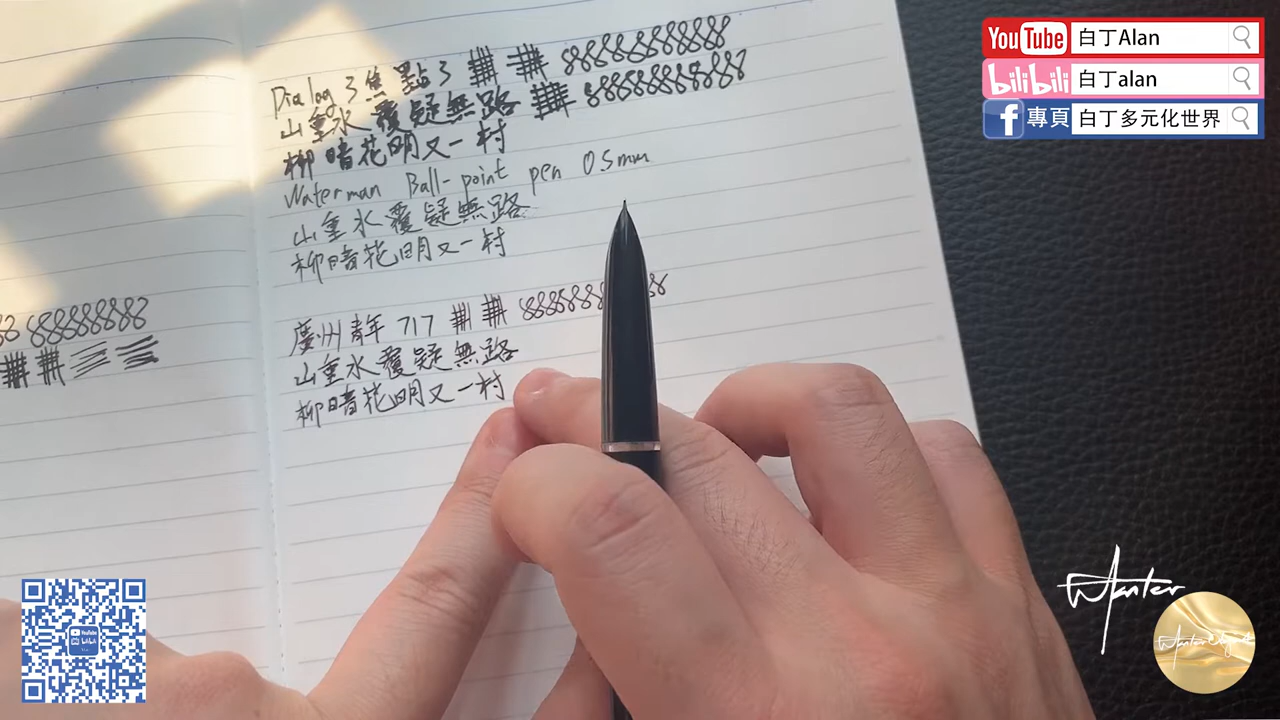 Dialog 3 焦點 3
山重水覆疑無路
柳暗花明又一村
Waterman Ball-point pen 0.5mm
山重水覆疑無路
柳暗花明又一村
廣州青年 717
山重水覆疑無路
柳暗花明又一村
YouTube 白丁Alan
bilibili 白丁alan
f 專頁 白丁多元化世界